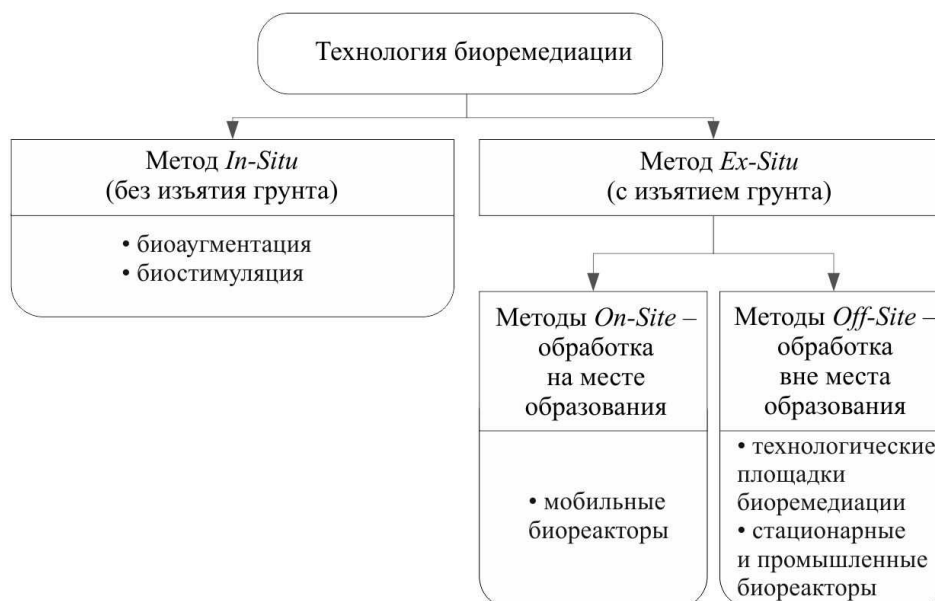 Технология биоремедиации
Метод In-Situ
(без изъятия грунта)
• биоаугментация
• биостимуляция
Метод Ex-Situ
(с изъятием грунта)
Методы On-Site –
обработка
на месте
образования
• мобильные
биореакторы
Методы Off-Site –
обработка
вне места
образования
• технологические
площадки
биоремедиации
• стационарные
и промышленные
биореакторы